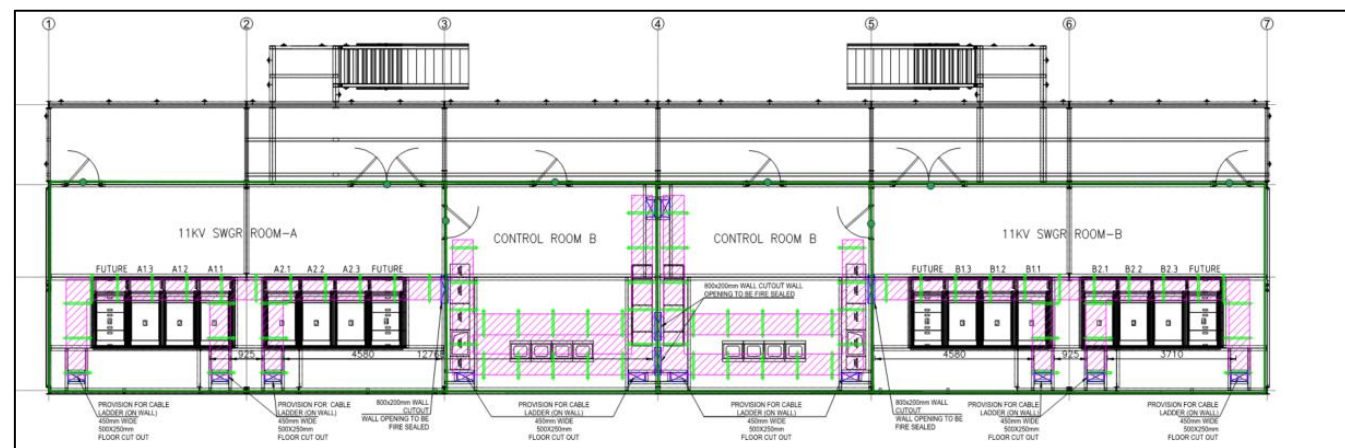 1 2 3 4 5 6 7
11KV SWGR ROOM-A
CONTROL ROOM B
CONTROL ROOM B
11KV SWGR ROOM-B
FUTURE A1.3 A1.2 A1.1 A2.1 A2.2 A2.3 FUTURE
FUTURE B1.3 B1.2 B1.1 B2.1 B2.2 B2.3 FUTURE
800x200mm WALL CUTOUT WALL
OPENING TO BE FIRE SEALED
925 4580 4580 925 3710
PROVISION FOR CABLE
LADDER (ON WALL)
450mm WIDE
500X250mm
FLOOR CUT OUT
PROVISION FOR CABLE
LADDER (ON WALL)
450mm WIDE
500X250mm
FLOOR CUT OUT
800x200mm WALL
CUTOUT
WALL OPENING TO BE
FIRE SEALED
PROVISION FOR CABLE
LADDER (ON WALL)
450mm WIDE
500X250mm
FLOOR CUT OUT
PROVISION FOR CABLE
LADDER (ON WALL)
450mm WIDE
500X250mm
FLOOR CUT OUT
800x200mm WALL
CUTOUT
WALL OPENING TO BE
FIRE SEALED
PROVISION FOR CABLE
LADDER (ON WALL)
450mm WIDE
500X250mm
FLOOR CUT OUT
PROVISION FOR CABLE
LADDER (ON WALL)
450mm WIDE
500X250mm
FLOOR CUT OUT